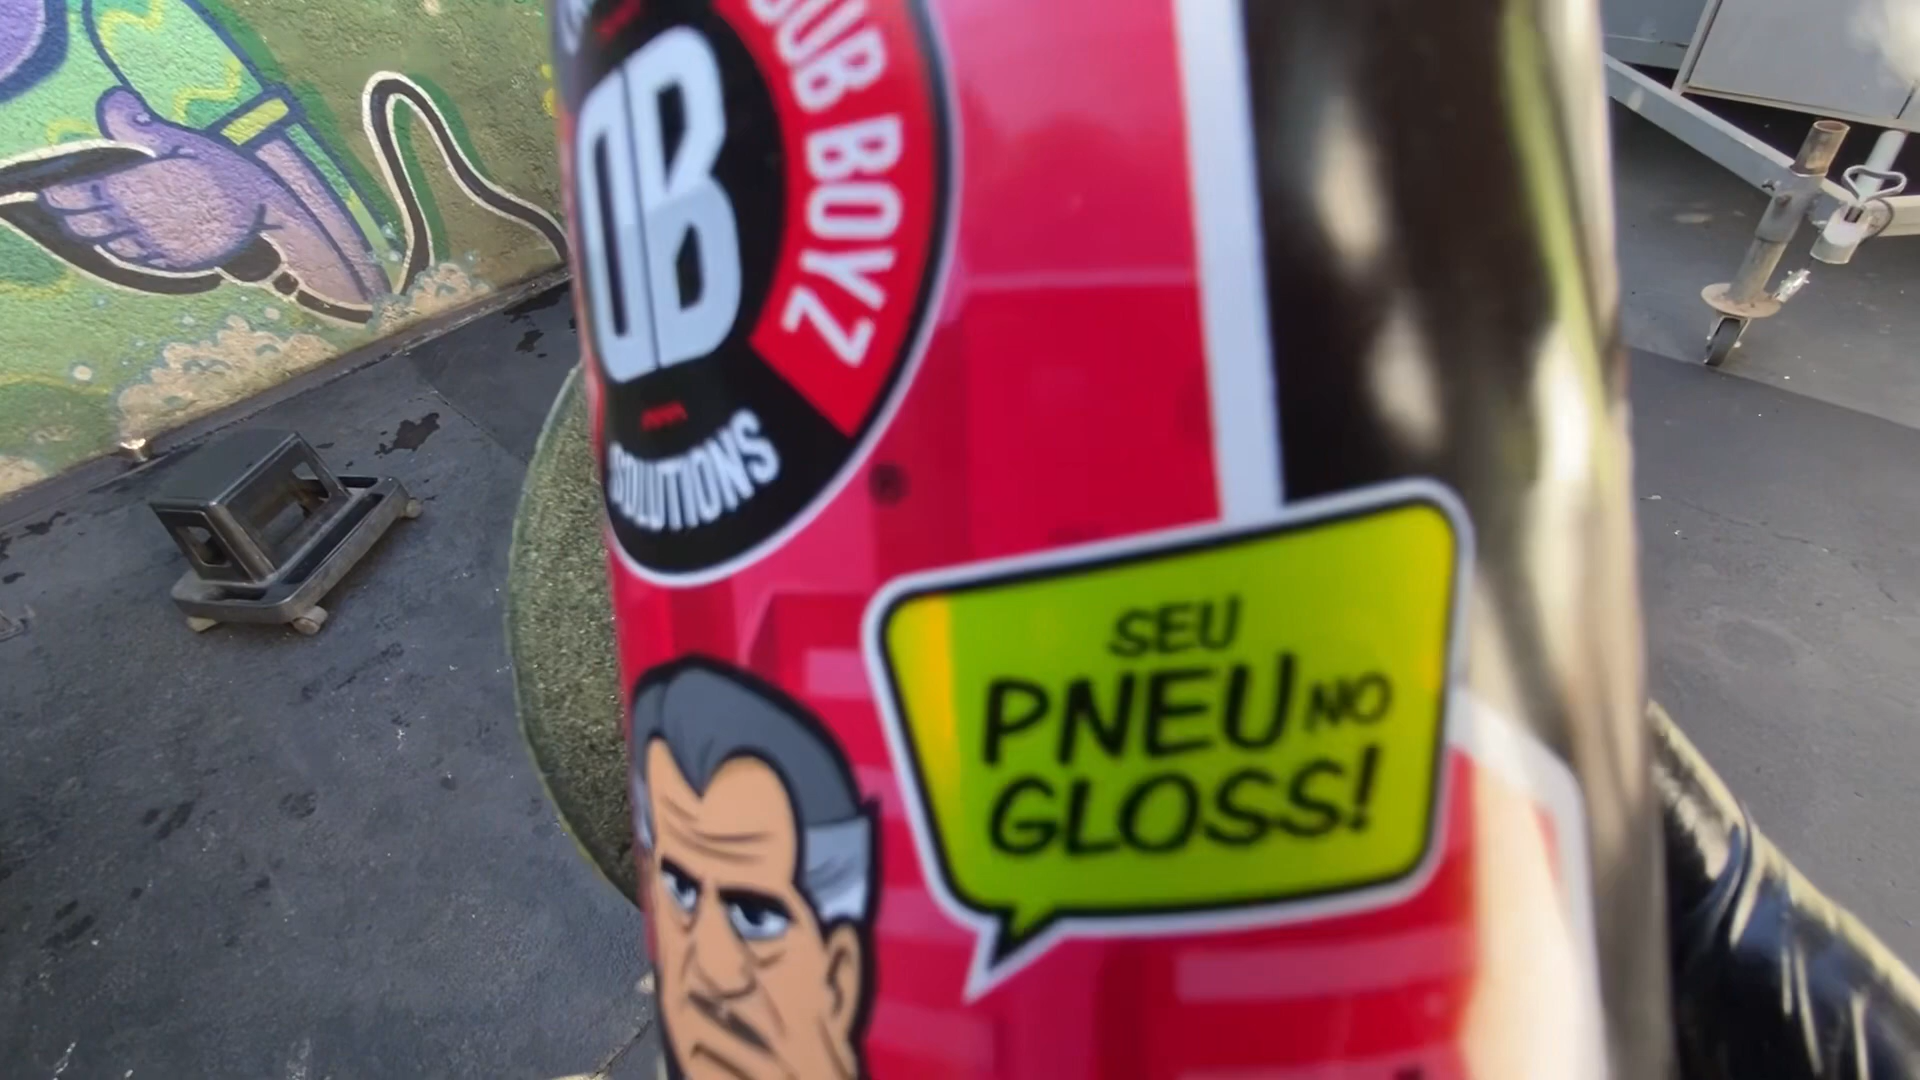 DB
DUB BOYZ
SOLUTIONS
®
SEU
PNEU NO
GLOSS!